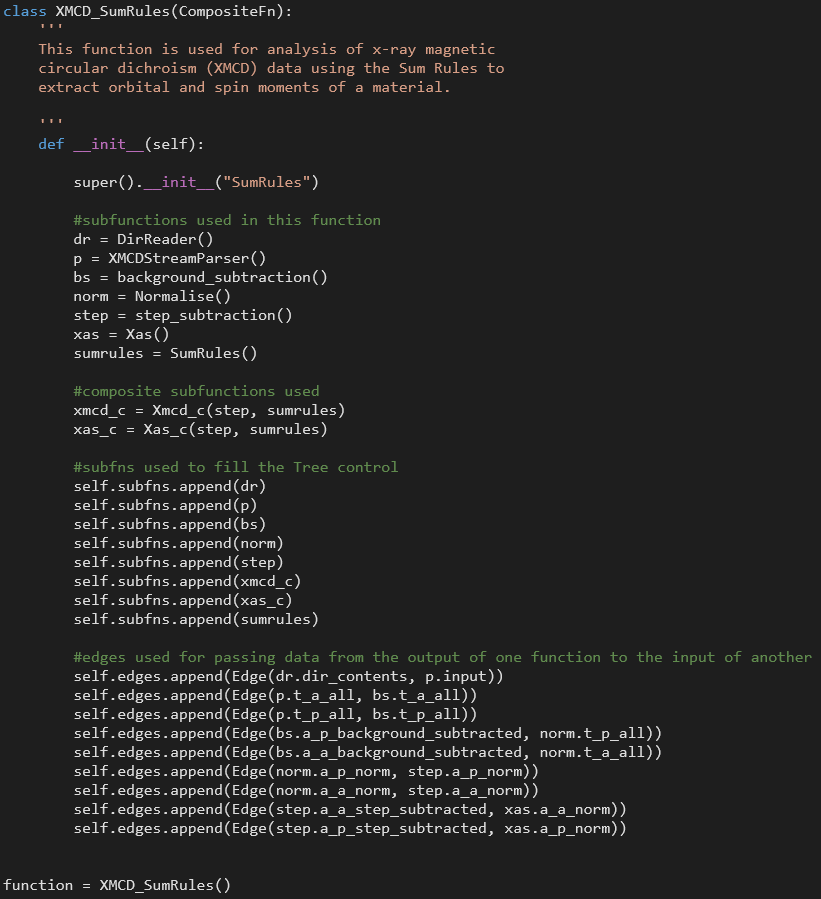 class XMCD_SumRules(CompositeFn):
    '''
    This function is used for analysis of x-ray magnetic
    circular dichroism (XMCD) data using the Sum Rules to
    extract orbital and spin moments of a material.

    '''
    def __init__(self):

        super().__init__("SumRules")

        #subfunctions used in this function
        dr = DirReader()
        p = XMCDStreamParser()
        bs = background_subtraction()
        norm = Normalise()
        step = step_subtraction()
        xas = Xas()
        sumrules = SumRules()

        #composite subfunctions used
        xmcd_c = Xmcd_c(step, sumrules)
        xas_c = Xas_c(step, sumrules)

        #subfns used to fill the Tree control
        self.subfns.append(dr)
        self.subfns.append(p)
        self.subfns.append(bs)
        self.subfns.append(norm)
        self.subfns.append(step)
        self.subfns.append(xmcd_c)
        self.subfns.append(xas_c)
        self.subfns.append(sumrules)

        #edges used for passing data from the output of one function to the input of another
        self.edges.append(Edge(dr.dir_contents, p.input))
        self.edges.append(Edge(p.t_a_all, bs.t_a_all))
        self.edges.append(Edge(p.t_p_all, bs.t_p_all))
        self.edges.append(Edge(bs.a_p_background_subtracted, norm.t_p_all))
        self.edges.append(Edge(bs.a_a_background_subtracted, norm.t_a_all))
        self.edges.append(Edge(norm.a_p_norm, step.a_p_norm))
        self.edges.append(Edge(norm.a_a_norm, step.a_a_norm))
        self.edges.append(Edge(step.a_a_step_subtracted, xas.a_a_norm))
        self.edges.append(Edge(step.a_p_step_subtracted, xas.a_p_norm))


function = XMCD_SumRules()